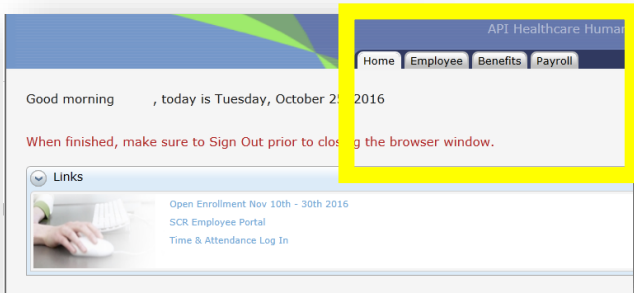 API Healthcare Human
Home Employee Benefits Payroll
Good morning , today is Tuesday, October 25 2016
When finished, make sure to Sign Out prior to closing the browser window.
Links
Open Enrollment Nov 10th - 30th 2016
SCR Employee Portal
Time & Attendance Log In